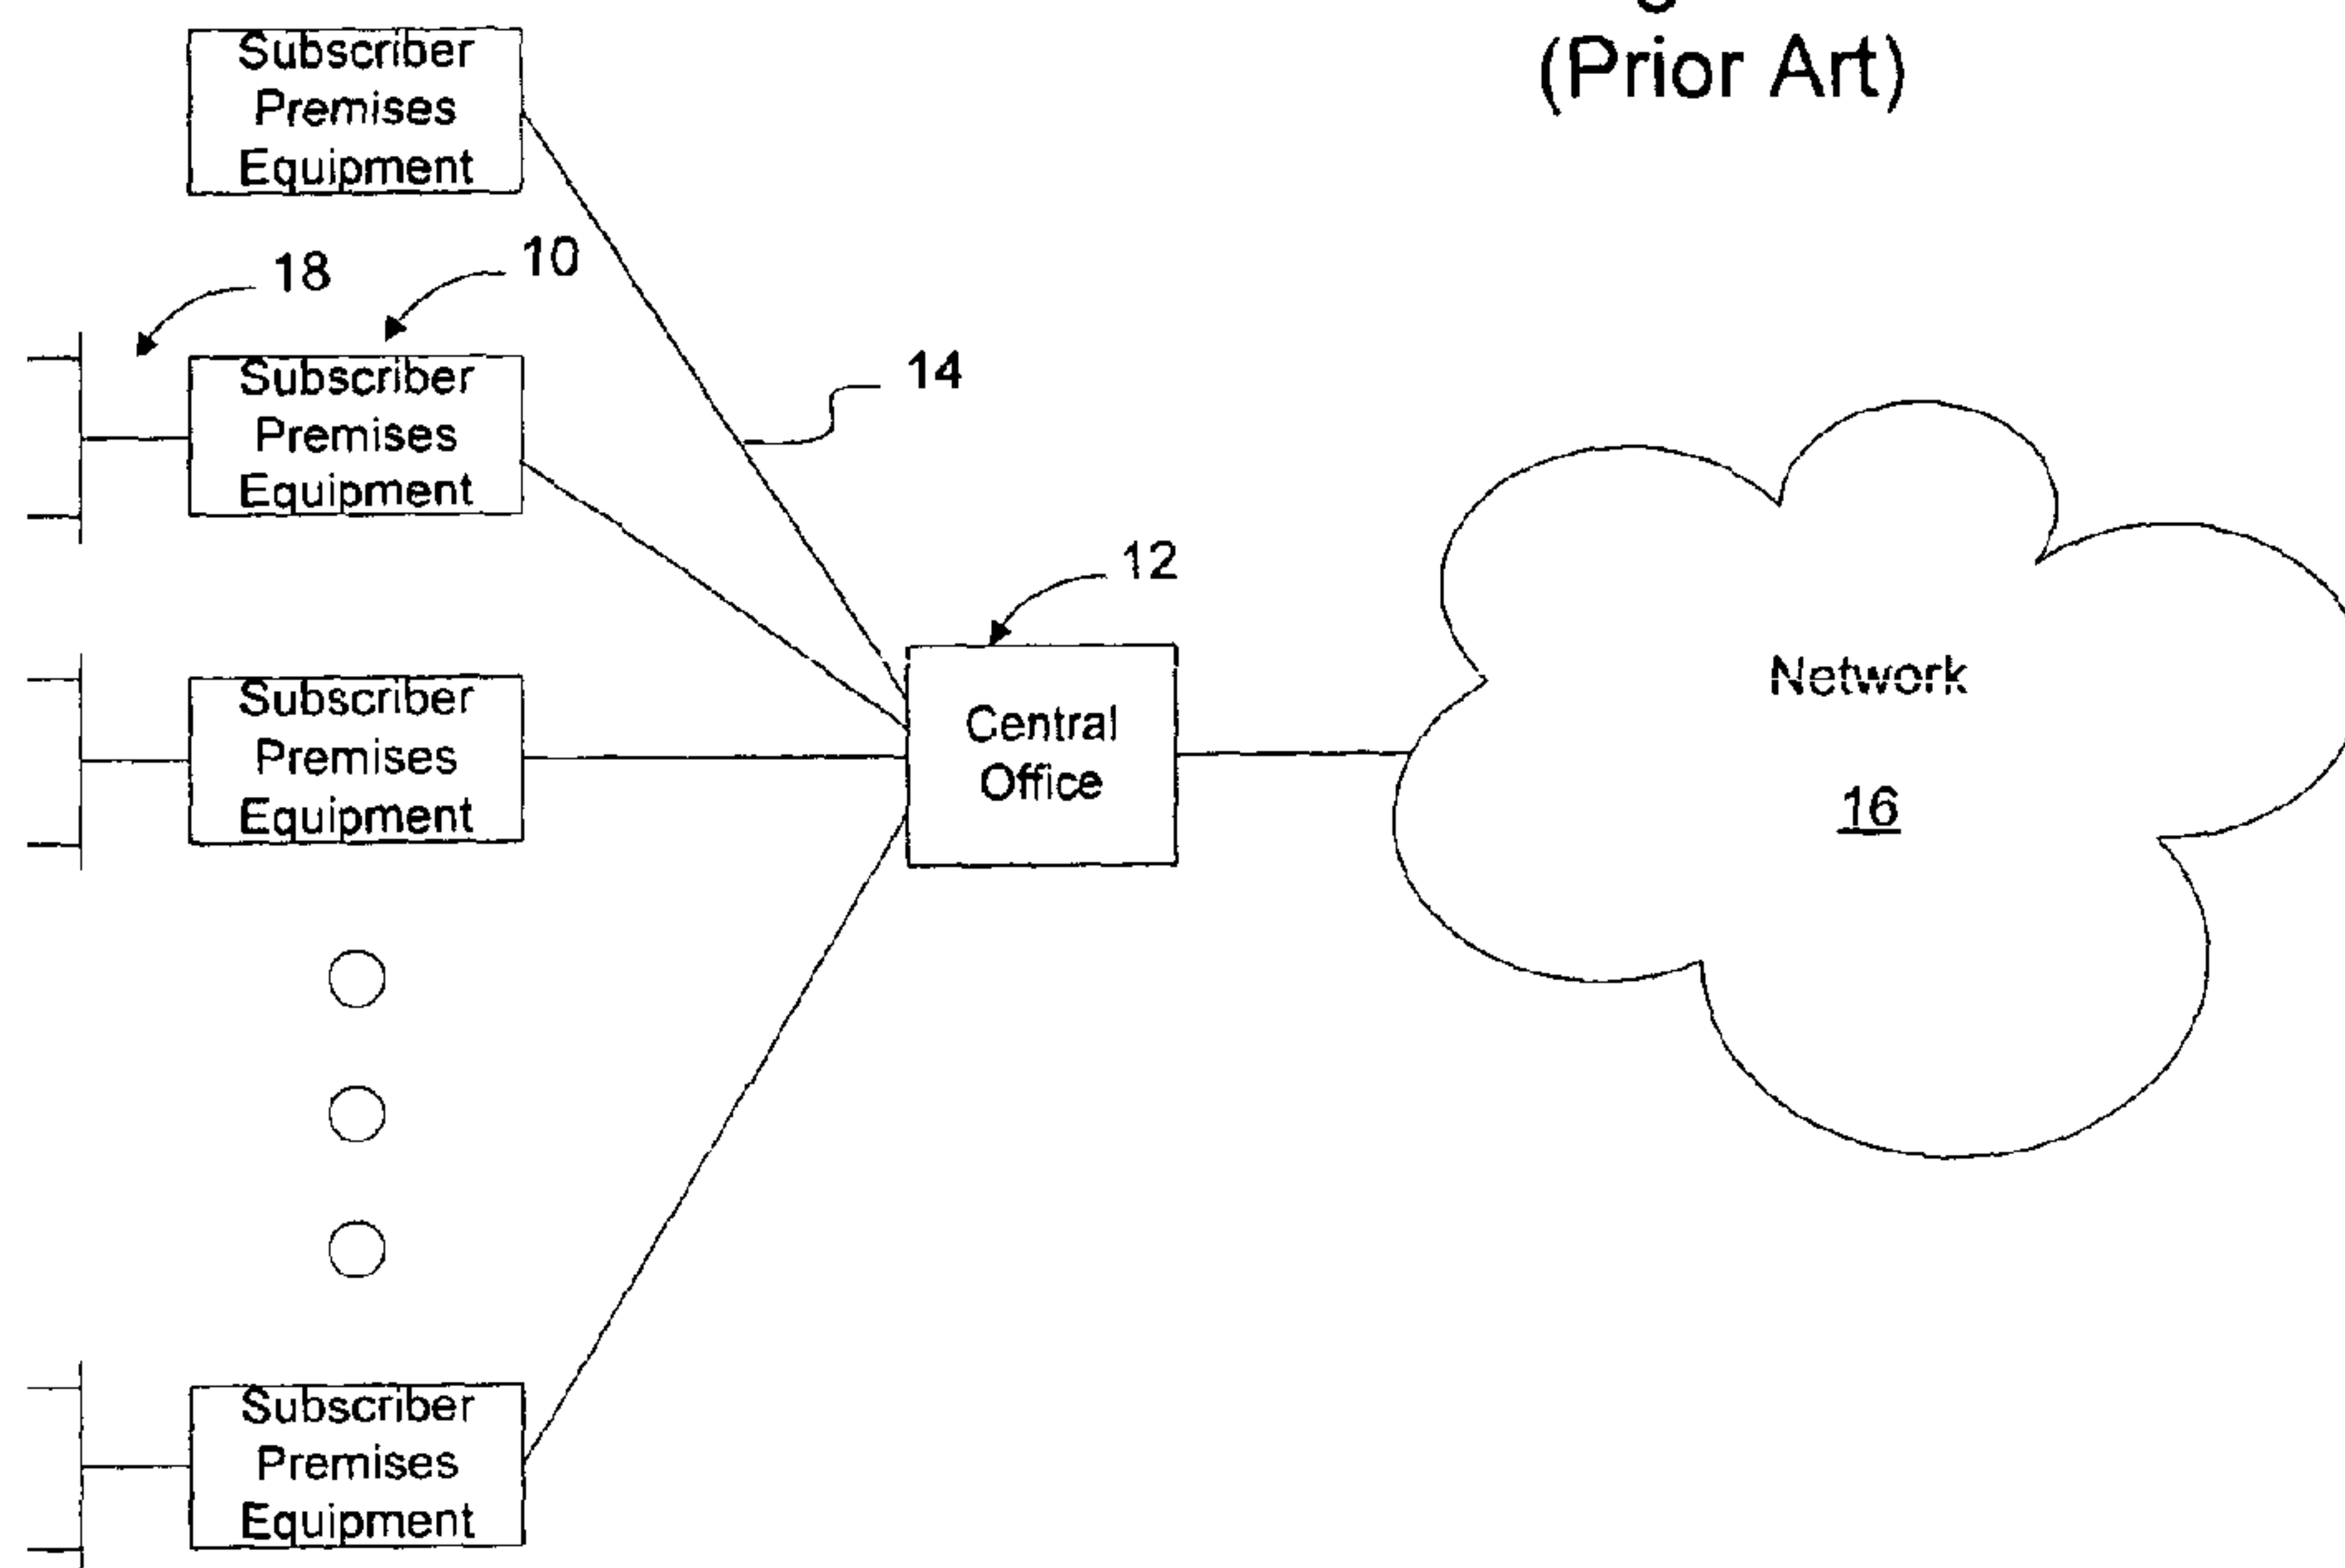 (Prior Art)
Subscriber
Premises
Equipment
18
10
Subscriber
Premises
Equipment
14
12
Subscriber
Premises
Equipment
Central
Office
Network
16
Subscriber
Premises
Equipment